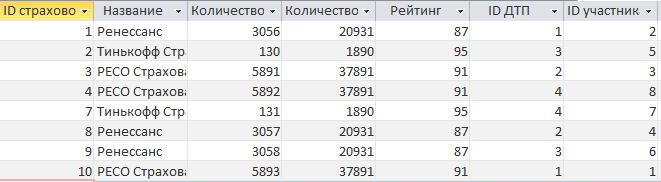 ID страхово Название Количество Количество Рейтинг ID ДТП ID участника
1 Ренессанс 3056 20931 87 1 2
2 Тинькофф Стр 130 1890 95 3 5
3 РЕСО Страхова 5891 37891 91 2 3
4 РЕСО Страхова 5892 37891 91 4 8
7 Тинькофф Стр 131 1890 95 4 7
8 Ренессанс 3057 20931 87 2 4
9 Ренессанс 3058 20931 87 3 6
10 РЕСО Страхова 5893 37891 91 1 1